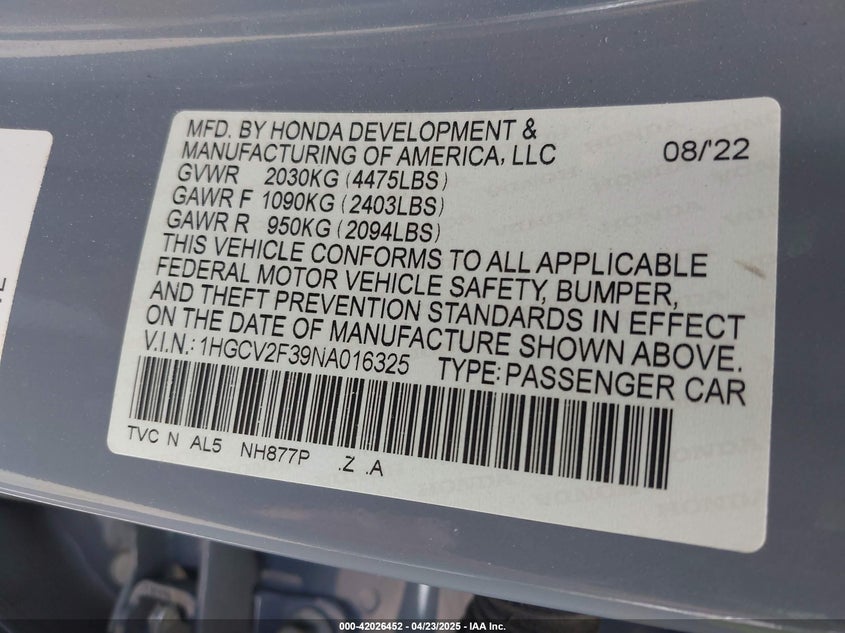 MFD. BY HONDA DEVELOPMENT &
MANUFACTURING OF AMERICA, LLC 08/'22
GVWR 2030KG (4475LBS)
GAWR F 1090KG (2403LBS)
GAWR R 950KG (2094LBS)
THIS VEHICLE CONFORMS TO ALL APPLICABLE
FEDERAL MOTOR VEHICLE SAFETY, BUMPER,
AND THEFT PREVENTION STANDARDS IN EFFECT
ON THE DATE OF MANUFACTURE SHOWN ABOVE.
V.I.N.: 1HGCV2F39NA016325 TYPE: PASSENGER CAR
TVC N AL5 NH877P .Z .A
000-42026452 - 04/23/2025 - IAA Inc.